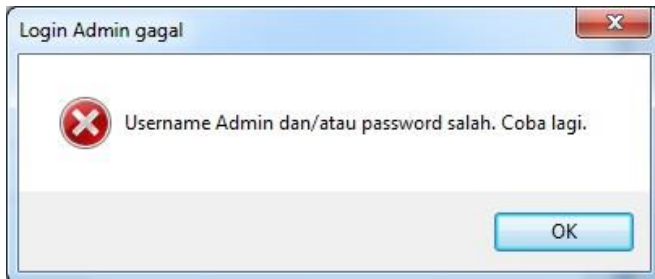 Login Admin gagal
Username Admin dan/atau password salah. Coba lagi.
OK